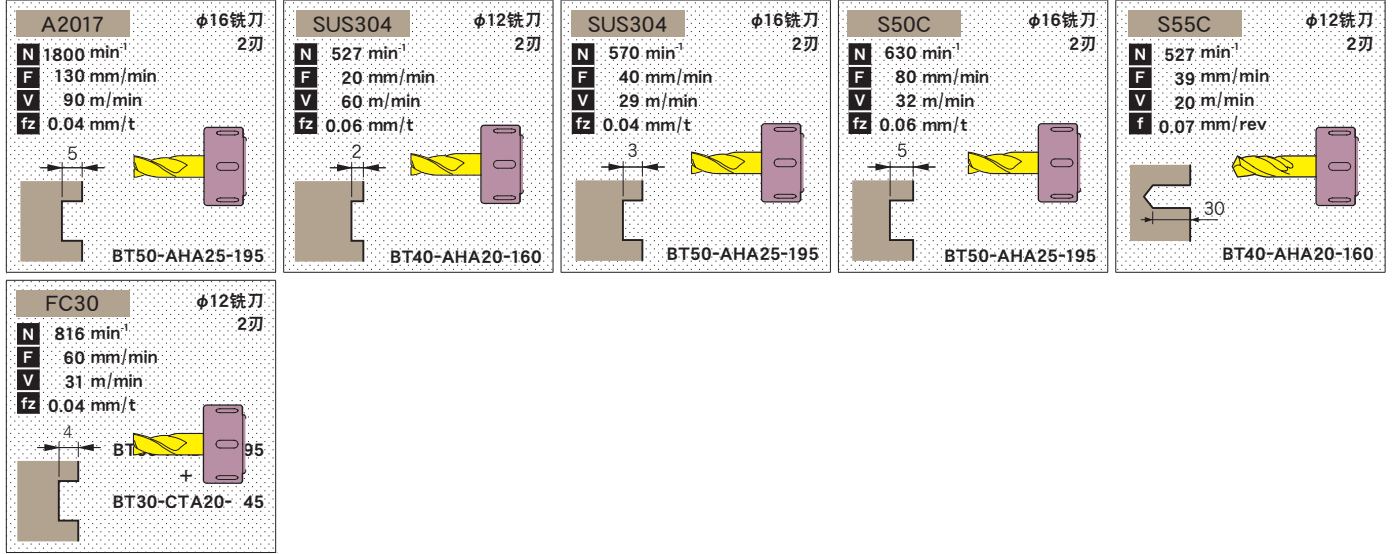 A2017
φ16铣刀
2刃
N 1800 min⁻¹
F 130 mm/min
V 90 m/min
fz 0.04 mm/t
5
BT50-AHA25-195
SUS304
φ12铣刀
2刃
N 527 min⁻¹
F 20 mm/min
V 60 m/min
fz 0.06 mm/t
2
BT40-AHA20-160
SUS304
φ16铣刀
2刃
N 570 min⁻¹
F 40 mm/min
V 29 m/min
fz 0.04 mm/t
3
BT50-AHA25-195
S50C
φ16铣刀
2刃
N 630 min⁻¹
F 80 mm/min
V 32 m/min
fz 0.06 mm/t
5
BT50-AHA25-195
S55C
φ12铣刀
2刃
N 527 min⁻¹
F 39 mm/min
V 20 m/min
f 0.07 mm/rev
30
BT40-AHA20-160
FC30
φ12铣刀
2刃
N 816 min⁻¹
F 60 mm/min
V 31 m/min
fz 0.04 mm/t
4
+
BT30-CTA20- 45